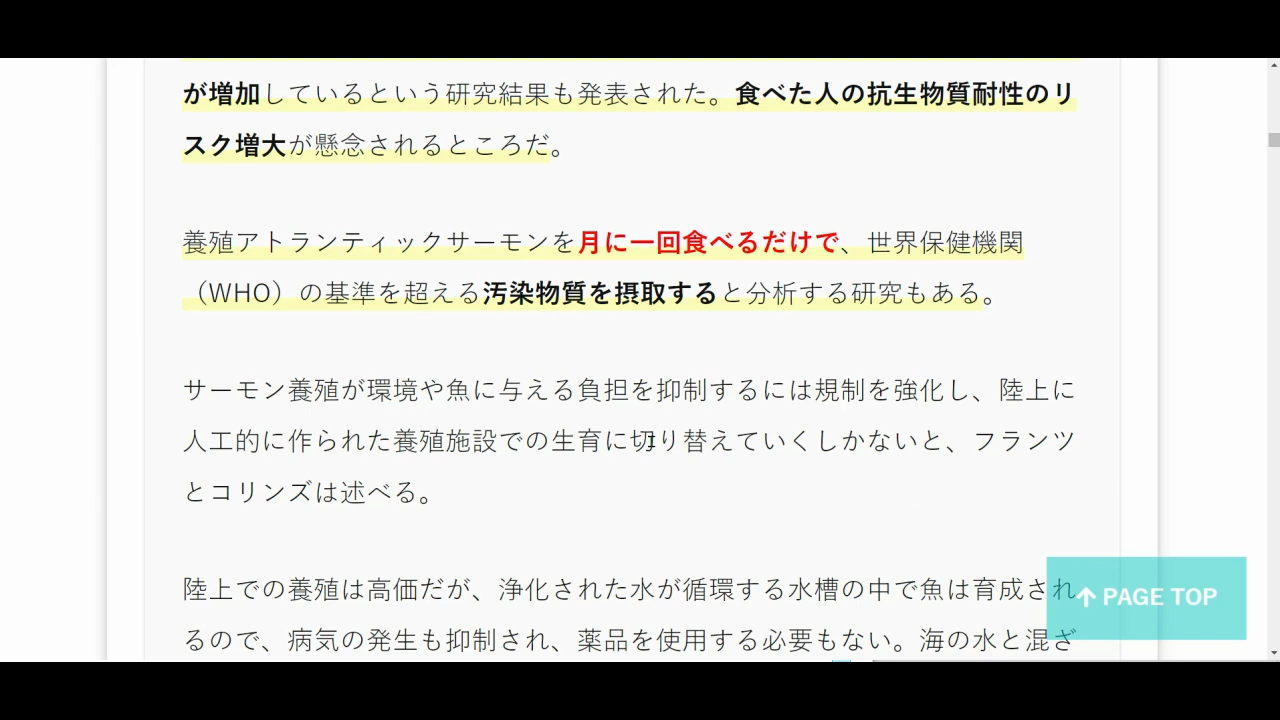 が増加しているという研究結果も発表された。食べた人の抗生物質耐性のリ
スク増大が懸念されるところだ。
養殖アトランティックサーモンを月に一回食べるだけで、世界保健機関
（WHO）の基準を超える汚染物質を摂取すると分析する研究もある。
サーモン養殖が環境や魚に与える負担を抑制するには規制を強化し、陸上に
人工的に作られた養殖施設での生育に切り替えていくしかないと、フランツ
とコリンズは述べる。
陸上での養殖は高価だが、浄化された水が循環する水槽の中で魚は育成され
るので、病気の発生も抑制され、薬品を使用する必要もない。海の水と混ざ
↑ PAGE TOP